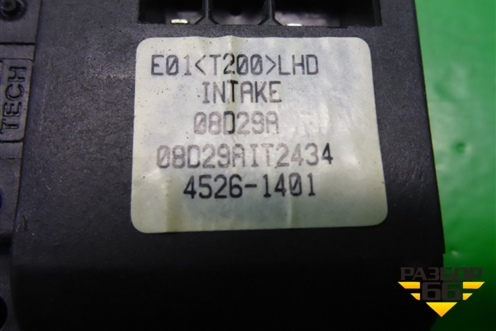 E01<T200>LHD
INTAKE
08D29A
08D29AIT2434
4526-1401
TECH
РАЗБОР
66